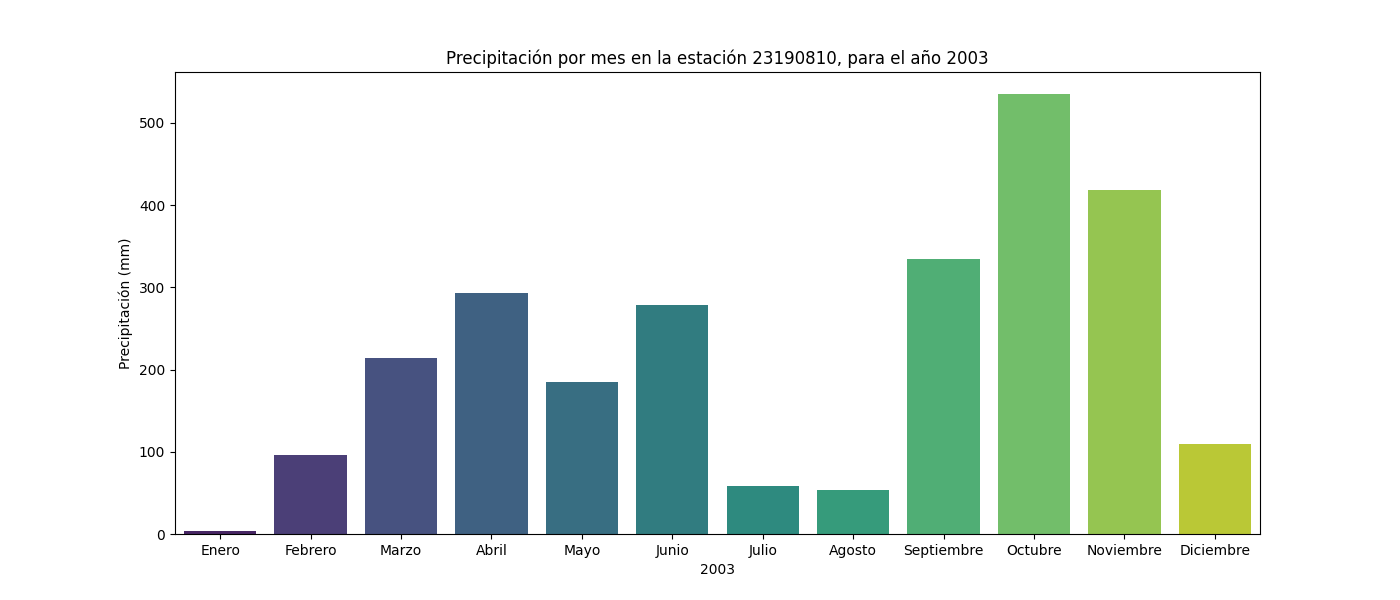 Precipitación por mes en la estación 23190810, para el año 2003
Precipitación (mm)
500
400
300
200
100
0
Enero Febrero Marzo Abril Mayo Junio Julio Agosto Septiembre Octubre Noviembre Diciembre
2003